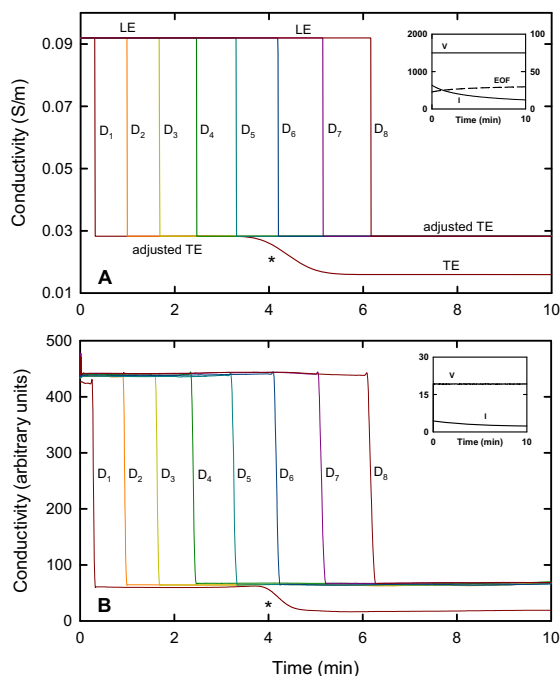 A
Conductivity (S/m)
0.09
0.07
0.05
0.03
0.01
LE
LE
D1
D2
D3
D4
D5
D6
D7
D8
adjusted TE
adjusted TE
*
TE
0
2
4
6
8
10
2000
1000
0
100
50
0
V
EOF
I
0
10
Time (min)
B
Conductivity (arbitrary units)
500
400
300
200
100
0
D1
D2
D3
D4
D5
D6
D7
D8
*
0
2
4
6
8
10
30
15
0
V
I
0
10
Time (min)
Time (min)